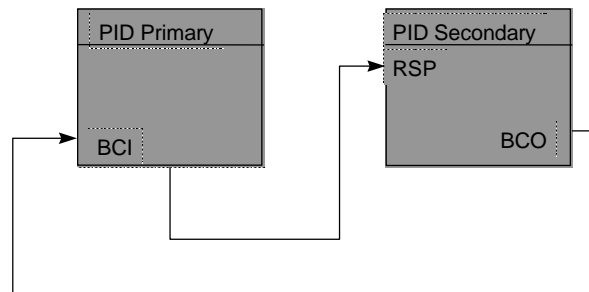 PID Primary
BCI
PID Secondary
RSP
BCO